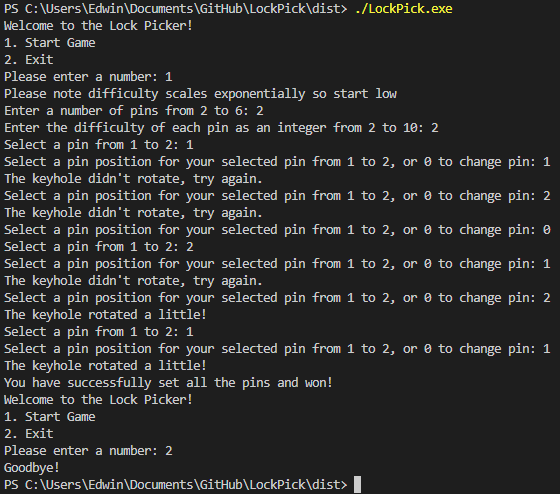 PS C:\Users\Edwin\Documents\GitHub\LockPick\dist> ./LockPick.exe
Welcome to the Lock Picker!
1. Start Game
2. Exit
Please enter a number: 1
Please note difficulty scales exponentially so start low
Enter a number of pins from 2 to 6: 2
Enter the difficulty of each pin as an integer from 2 to 10: 2
Select a pin from 1 to 2: 1
Select a pin position for your selected pin from 1 to 2, or 0 to change pin: 1
The keyhole didn't rotate, try again.
Select a pin position for your selected pin from 1 to 2, or 0 to change pin: 2
The keyhole didn't rotate, try again.
Select a pin position for your selected pin from 1 to 2, or 0 to change pin: 0
Select a pin from 1 to 2: 2
Select a pin position for your selected pin from 1 to 2, or 0 to change pin: 1
The keyhole didn't rotate, try again.
Select a pin position for your selected pin from 1 to 2, or 0 to change pin: 2
The keyhole rotated a little!
Select a pin from 1 to 2: 1
Select a pin position for your selected pin from 1 to 2, or 0 to change pin: 1
The keyhole rotated a little!
You have successfully set all the pins and won!
Welcome to the Lock Picker!
1. Start Game
2. Exit
Please enter a number: 2
Goodbye!
PS C:\Users\Edwin\Documents\GitHub\LockPick\dist>